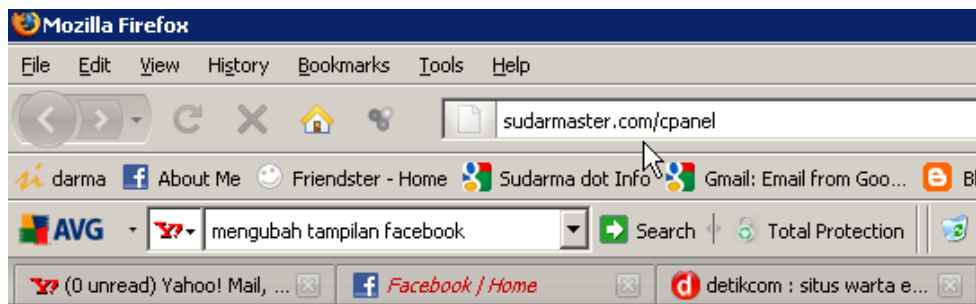 Mozilla Firefox
File Edit View History Bookmarks Tools Help
sudarmaster.com/cpanel
darma About Me Friendster - Home Sudarma dot Info Gmail: Email from Goo...
AVG mengubah tampilan facebook Search Total Protection
(0 unread) Yahoo! Mail, ... Facebook / Home detikcom : situs warta e...